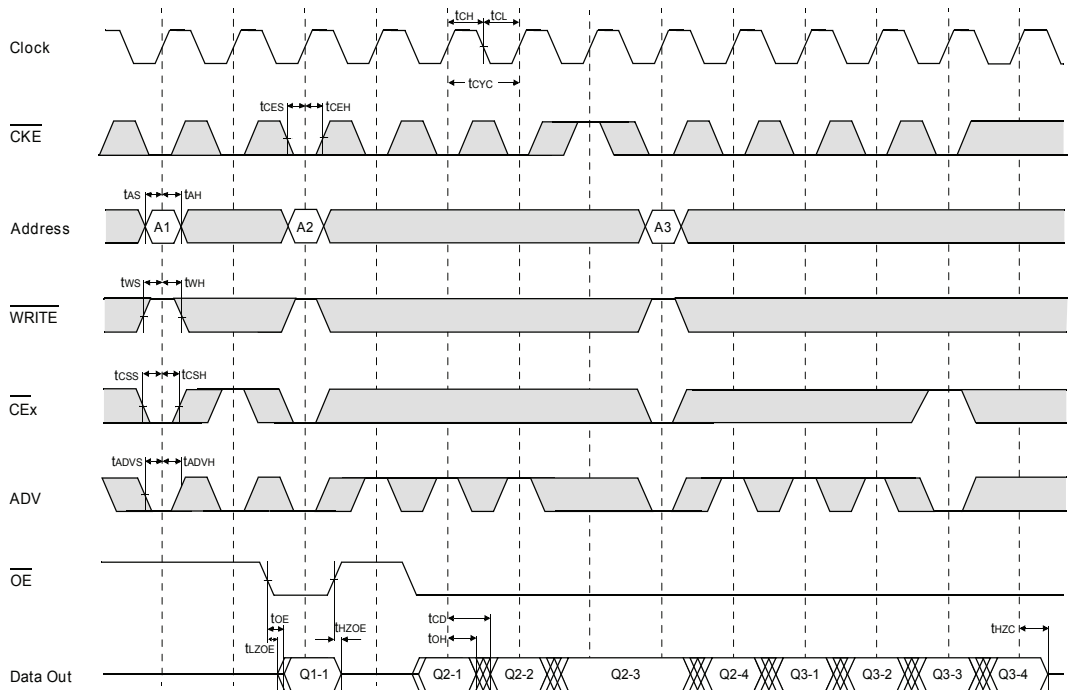 tCH tCL
Clock
tCYC
tCES tCEH
CKE
tAS tAH
Address A1 A2 A3
tWS tWH
WRITE
tCSS tCSH
CEx
tADVS tADVH
ADV
OE
tOE tHZOE tCD tHZC
tLZOE tOH
Data Out Q1-1 Q2-1 Q2-2 Q2-3 Q2-4 Q3-1 Q3-2 Q3-3 Q3-4